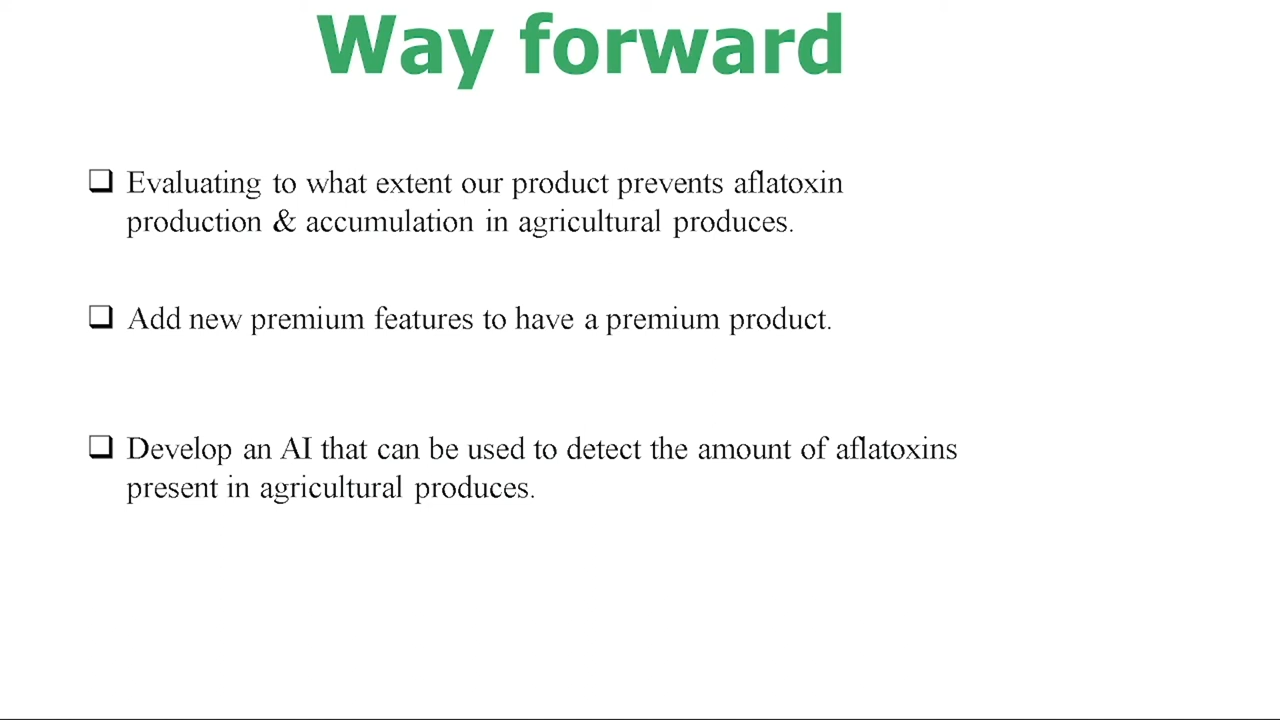 Way forward
❑ Evaluating to what extent our product prevents aflatoxin
production & accumulation in agricultural produces.
❑ Add new premium features to have a premium product.
❑ Develop an AI that can be used to detect the amount of aflatoxins
present in agricultural produces.